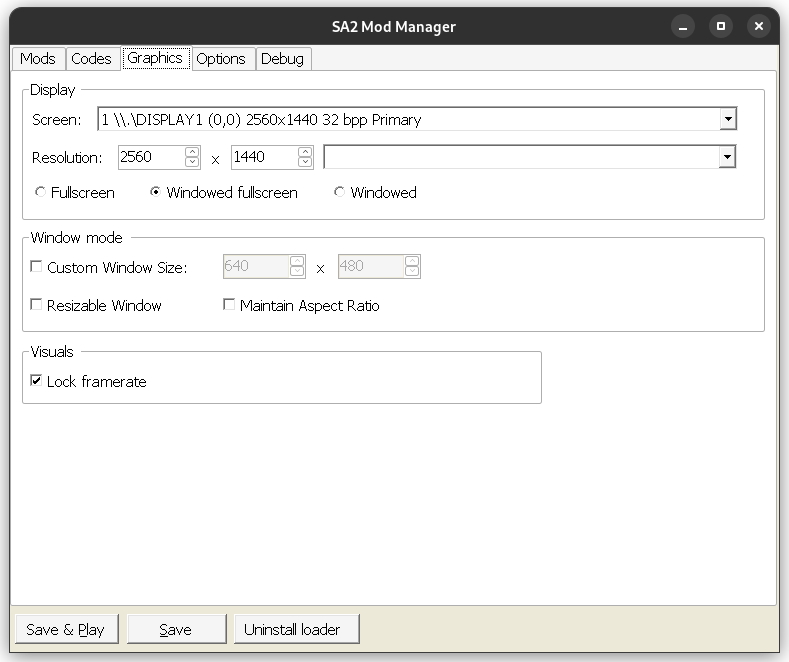 SA2 Mod Manager
Mods Codes Graphics Options Debug
Display
Screen: 1 \\.\DISPLAY1 (0,0) 2560x1440 32 bpp Primary
Resolution: 2560 x 1440
Fullscreen Windowed fullscreen Windowed
Window mode
Custom Window Size: 640 x 480
Resizable Window Maintain Aspect Ratio
Visuals
Lock framerate
Save & Play Save Uninstall loader